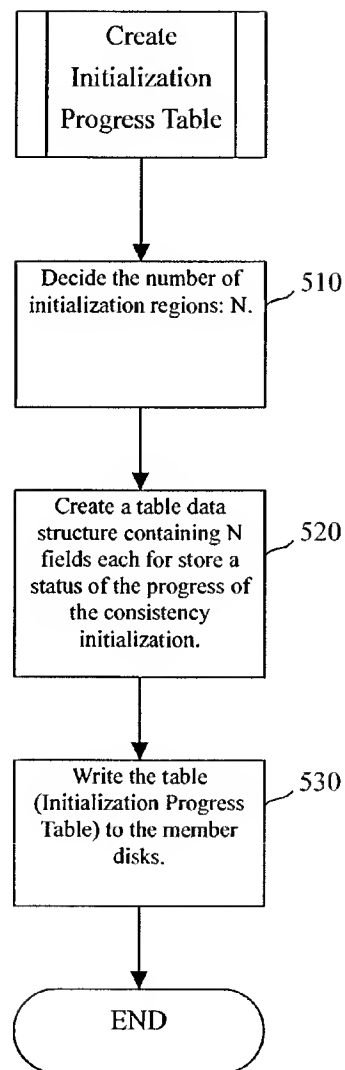 Create
Initialization
Progress Table
Decide the number of
initialization regions: N.
510
Create a table data
structure containing N
fields each for store a
status of the progress of
the consistency
initialization.
520
Write the table
(Initialization Progress
Table) to the member
disks.
530
END